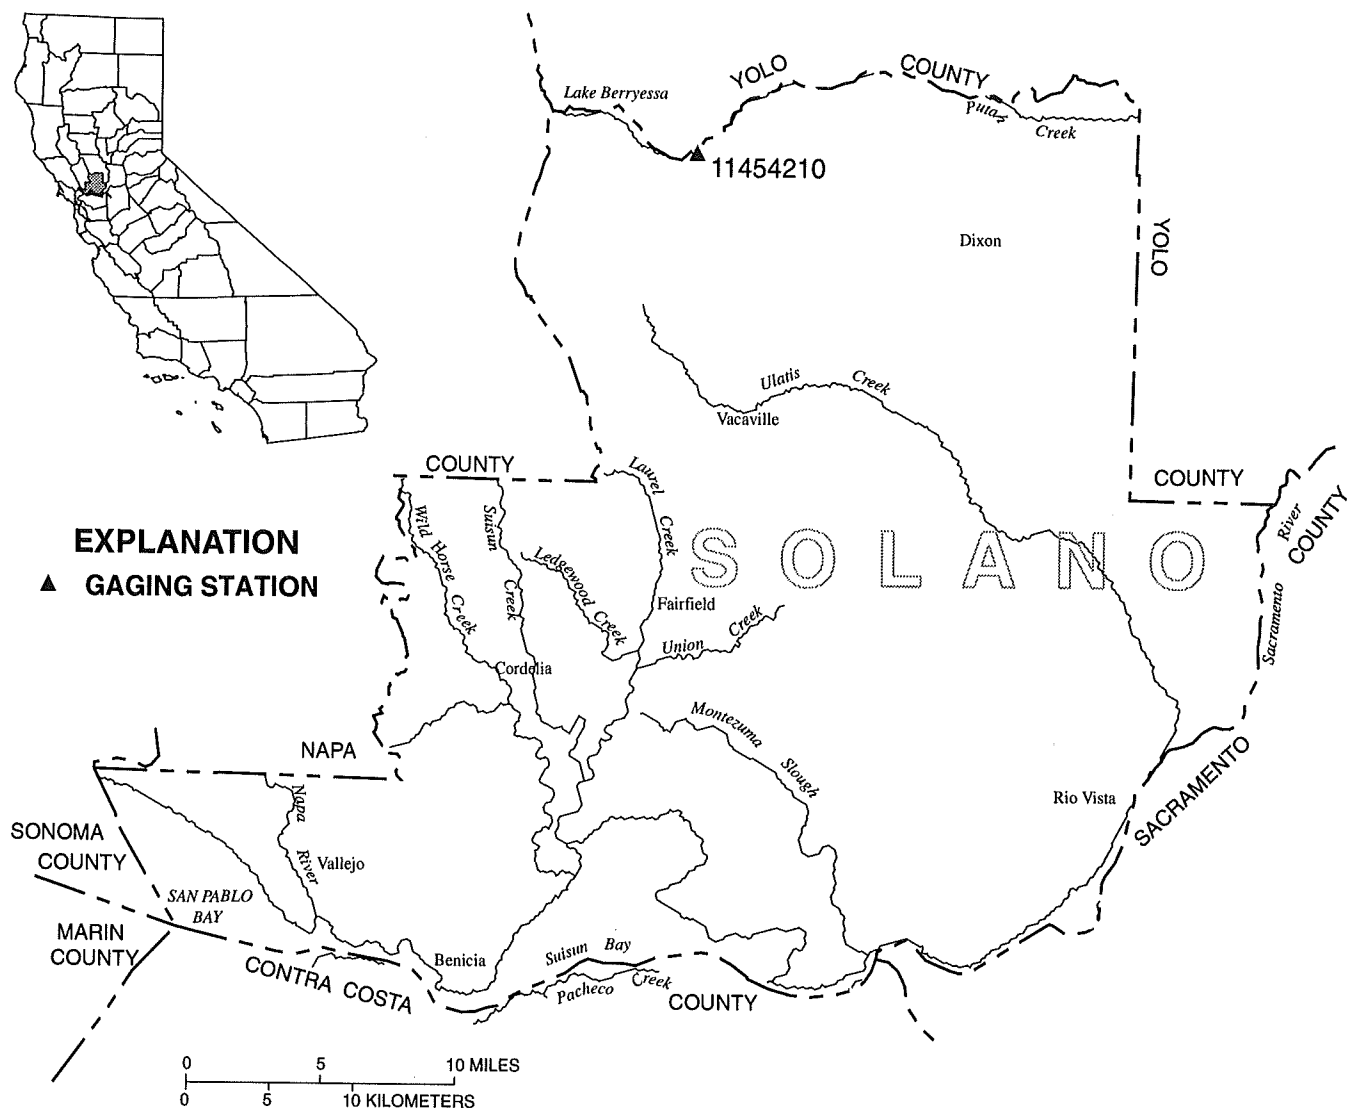 Lake Berryessa
YOLO
COUNTY
Puta
Creek
11454210
Dixon
YOLO
Ulatis
Creek
Vacaville
COUNTY
Laurel
Creek
COUNTY
River
COUNTY
EXPLANATION
GAGING STATION
Wild
Horse
Creek
Suisun
Creek
Ledgewood
Creek
SOLANO
Fairfield
Union
Creek
Sacramento
Cordelia
Montezuma
Slough
NAPA
Napa
River
Rio Vista
SACRAMENTO
SONOMA
COUNTY
Vallejo
SAN PABLO
BAY
MARIN
COUNTY
CONTRA COSTA
Benicia
Suisun Bay
Pacheco Creek
COUNTY
0 5 10 MILES
0 5 10 KILOMETERS